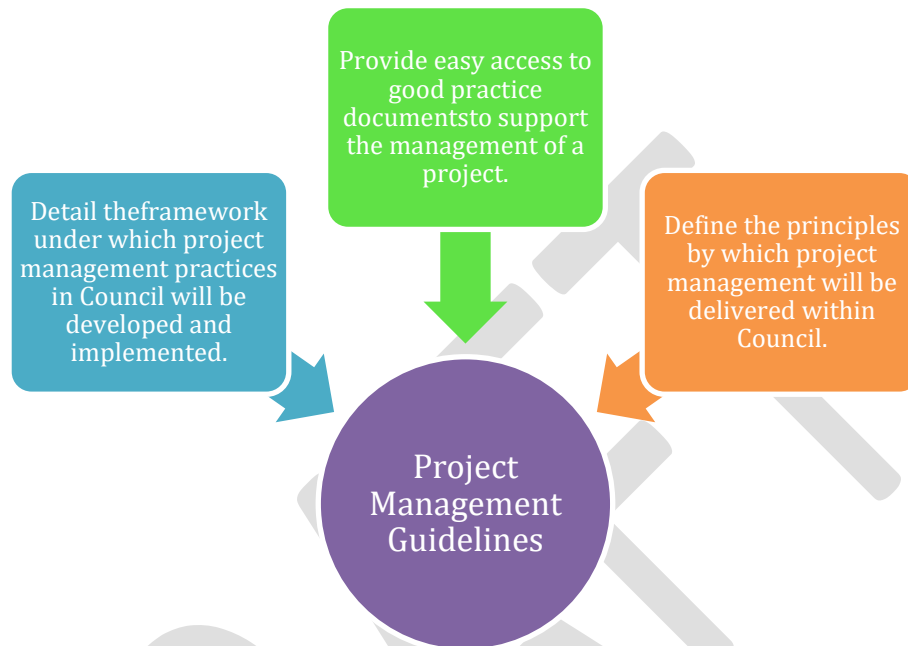 Provide easy access to
good practice
documentsto support
the management of a
project.
Detail theframework
under which project
management practices
in Council will be
developed and
implemented.
Define the principles
by which project
management will be
delivered within
Council.
Project
Management
Guidelines